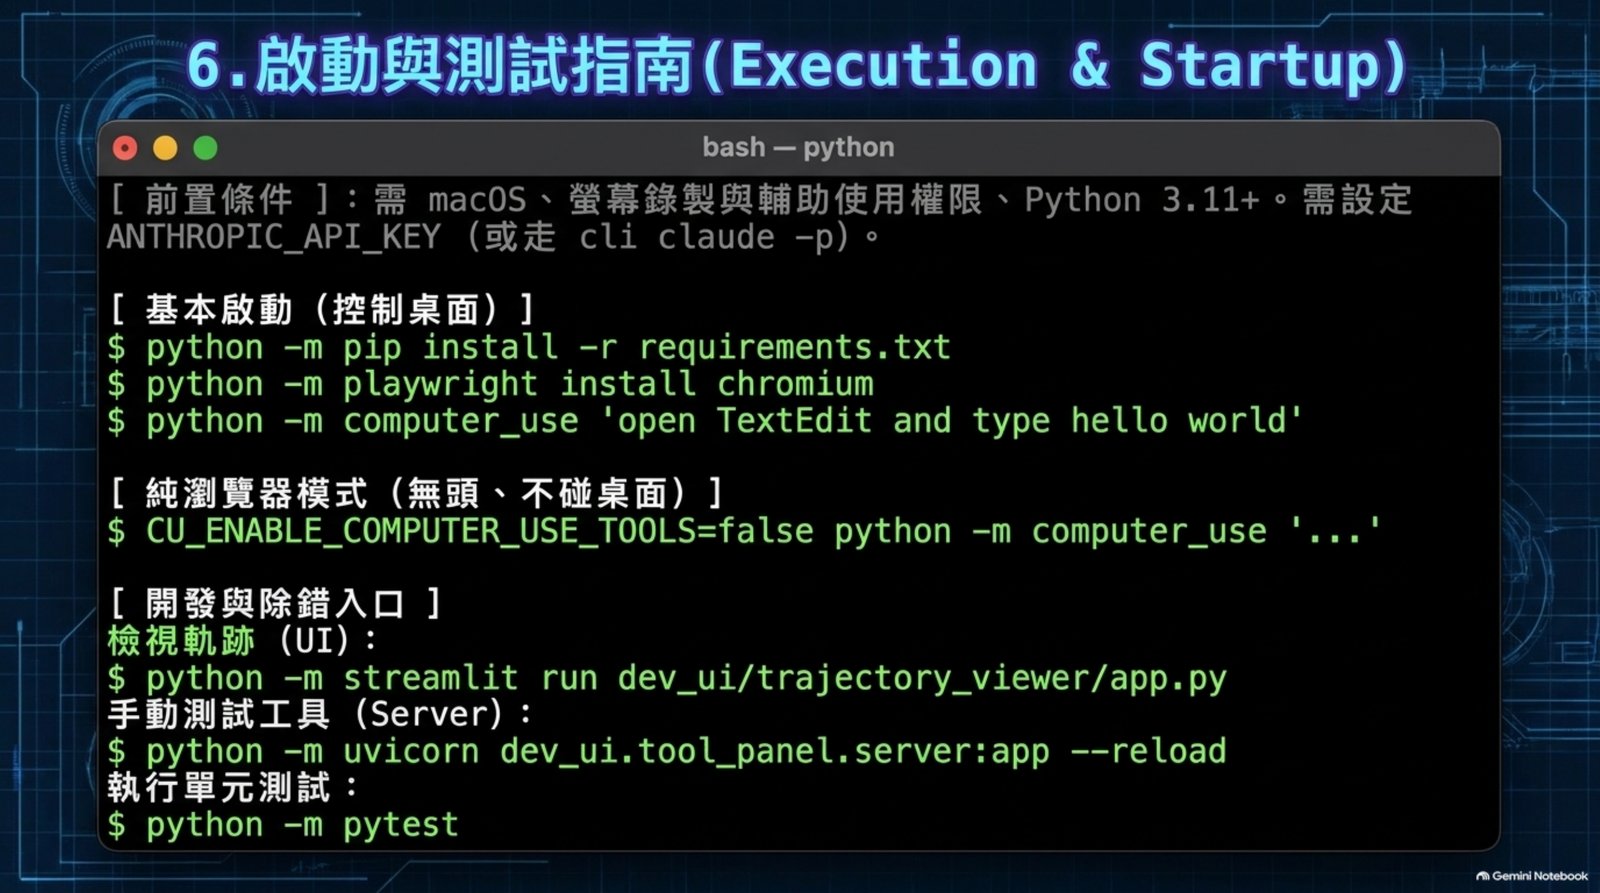 6.啟動與測試指南(Execution & Startup)
bash — python
[ 前置條件 ]：需 macOS、螢幕錄製與輔助使用權限、Python 3.11+。需設定
ANTHROPIC_API_KEY (或走 cli claude -p)。
[ 基本啟動（控制桌面）]
$ python -m pip install -r requirements.txt
$ python -m playwright install chromium
$ python -m computer_use 'open TextEdit and type hello world'
[ 純瀏覽器模式（無頭、不碰桌面）]
$ CU_ENABLE_COMPUTER_USE_TOOLS=false python -m computer_use '...'
[ 開發與除錯入口 ]
檢視軌跡 (UI)：
$ python -m streamlit run dev_ui/trajectory_viewer/app.py
手動測試工具 (Server)：
$ python -m uvicorn dev_ui.tool_panel.server:app --reload
執行單元測試：
$ python -m pytest
Gemini Notebook